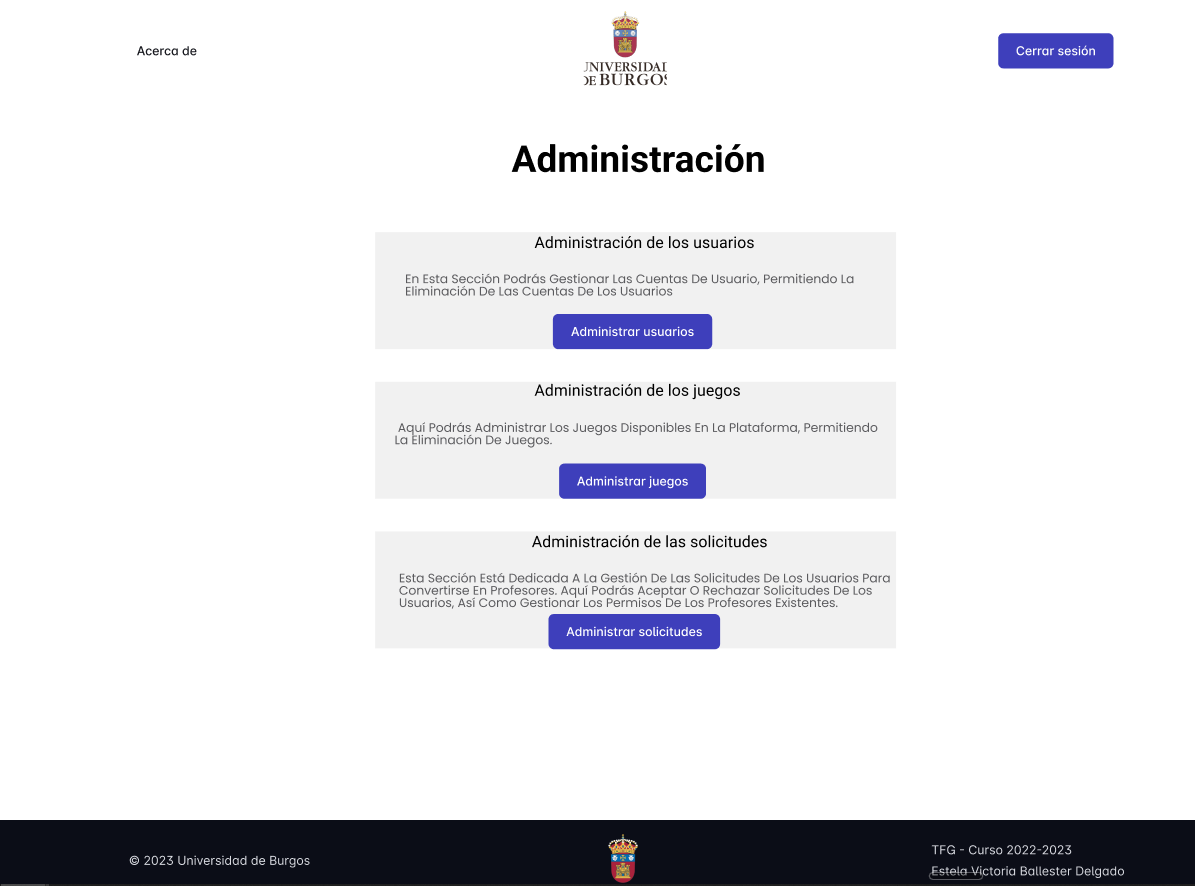 Acerca de
UNIVERSIDAD
DE BURGOS
Cerrar sesión
Administración
Administración de los usuarios
En Esta Sección Podrás Gestionar Las Cuentas De Usuario, Permitiendo La
Eliminación De Las Cuentas De Los Usuarios
Administrar usuarios
Administración de los juegos
Aquí Podrás Administrar Los Juegos Disponibles En La Plataforma, Permitiendo
La Eliminación De Juegos.
Administrar juegos
Administración de las solicitudes
Esta Sección Está Dedicada A La Gestión De Las Solicitudes De Los Usuarios Para
Convertirse En Profesores. Aquí Podrás Aceptar O Rechazar Solicitudes De Los
Usuarios, Así Como Gestionar Los Permisos De Los Profesores Existentes.
Administrar solicitudes
© 2023 Universidad de Burgos
TFG - Curso 2022-2023
Estela Victoria Ballester Delgado